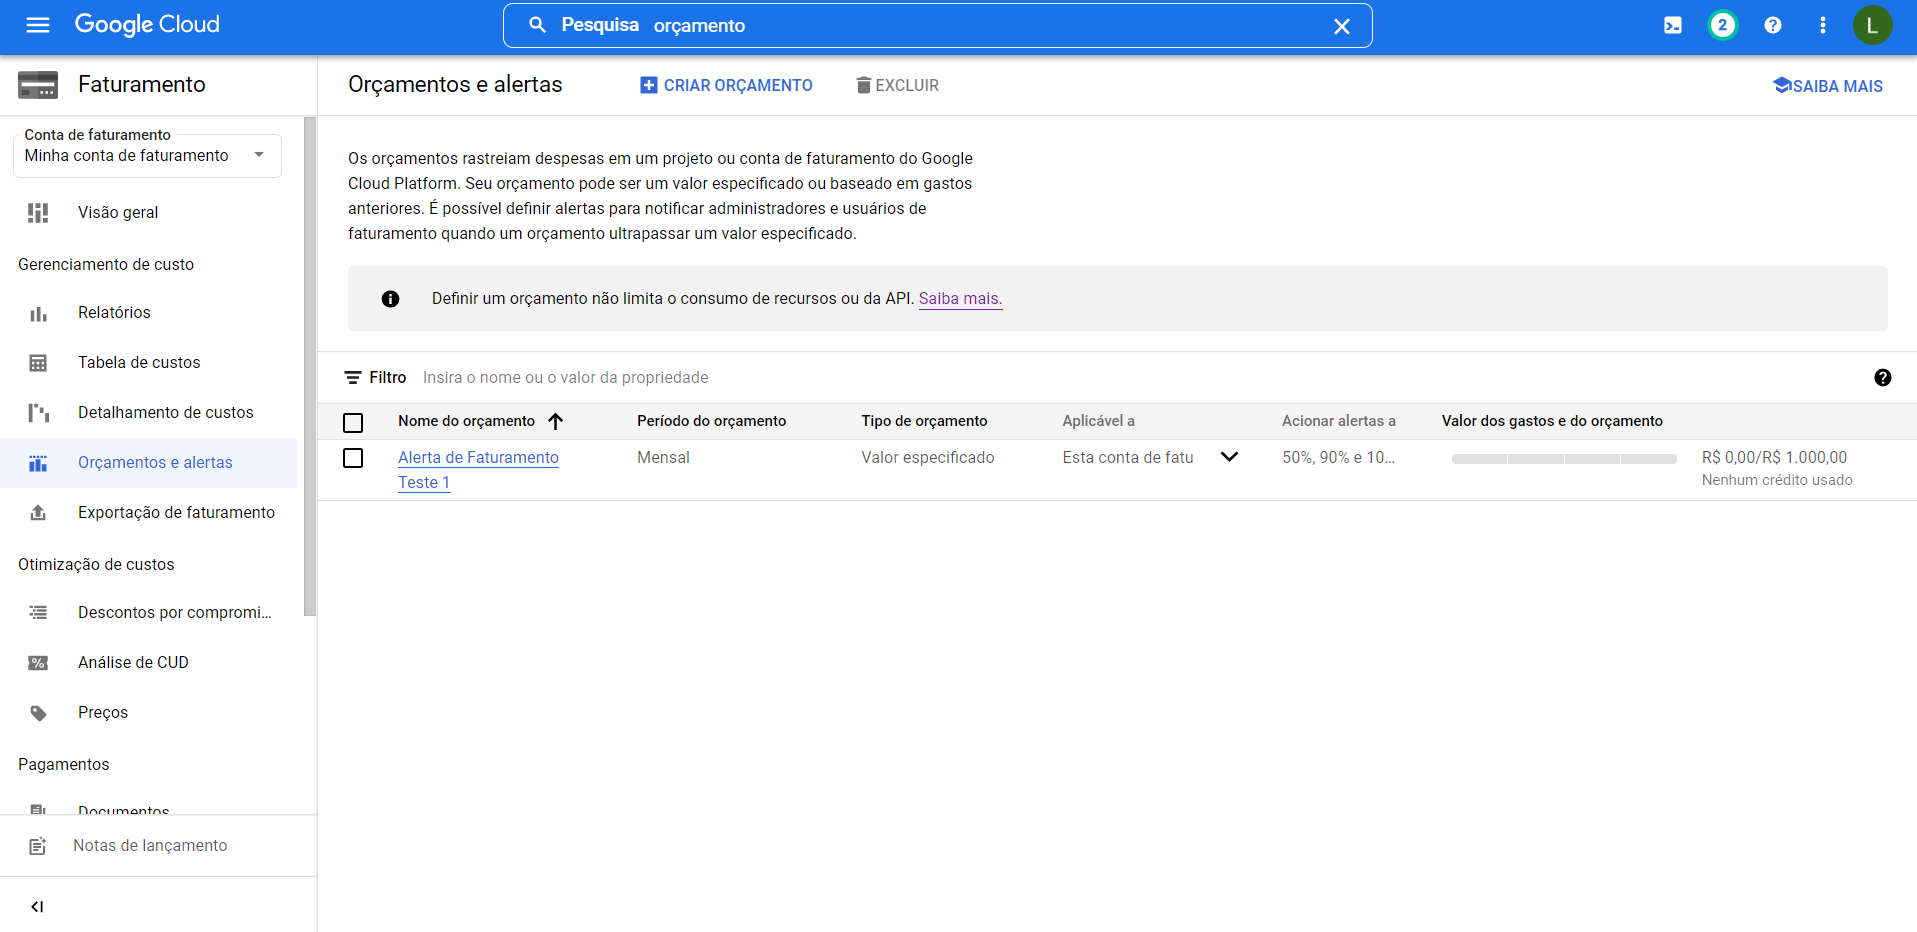 Google Cloud
Pesquisa orçamento
2
L
Faturamento
Conta de faturamento
Minha conta de faturamento
Visão geral
Gerenciamento de custo
Relatórios
Tabela de custos
Detalhamento de custos
Orçamentos e alertas
Exportação de faturamento
Otimização de custos
Descontos por compromi...
Análise de CUD
Preços
Pagamentos
Documentos
Notas de lançamento
Orçamentos e alertas
CRIAR ORÇAMENTO
EXCLUIR
SAIBA MAIS
Os orçamentos rastreiam despesas em um projeto ou conta de faturamento do Google
Cloud Platform. Seu orçamento pode ser um valor especificado ou baseado em gastos
anteriores. É possível definir alertas para notificar administradores e usuários de
faturamento quando um orçamento ultrapassar um valor especificado.
Definir um orçamento não limita o consumo de recursos ou da API. Saiba mais.
Filtro Insira o nome ou o valor da propriedade
Nome do orçamento Período do orçamento Tipo de orçamento Aplicável a Acionar alertas a Valor dos gastos e do orçamento
Alerta de Faturamento Mensal Valor especificado Esta conta de fatu 50%, 90% e 10... R$ 0,00/R$ 1.000,00
Teste 1 Nenhum crédito usado